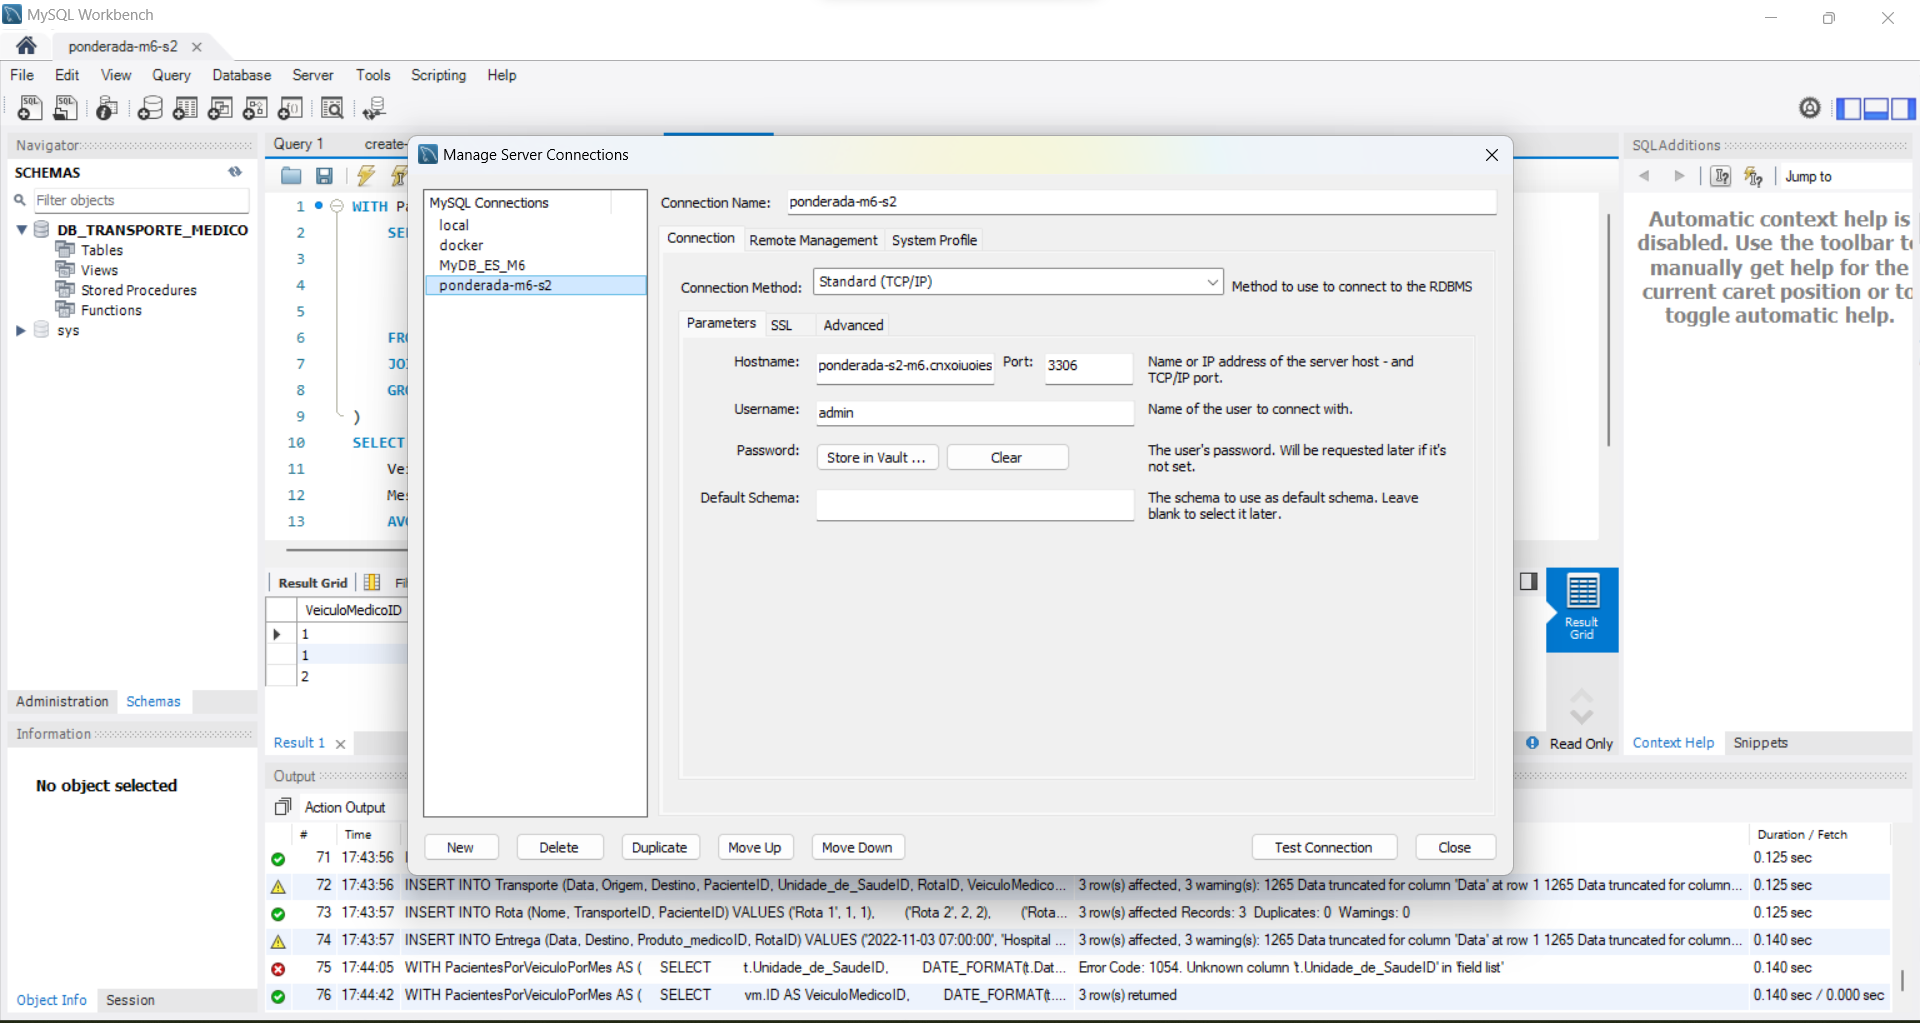 MySQL Workbench
ponderada-m6-s2
File Edit View Query Database Server Tools Scripting Help
Navigator
SCHEMAS
Filter objects
DB_TRANSPORTE_MEDICO
Tables
Views
Stored Procedures
Functions
sys
Administration Schemas
Information
No object selected
Object Info Session
Query 1 create-
1 WITH Pa
2 SE
3
4
5
6 FR
7 JO
8 GR
9 )
10 SELECT
11 Ve
12 Me
13 AV
Result Grid Fi
VeiculoMedicoID
1
1
2
Result 1
Manage Server Connections
MySQL Connections
local
docker
MyDB_ES_M6
ponderada-m6-s2
Connection Name: ponderada-m6-s2
Connection Remote Management System Profile
Connection Method: Standard (TCP/IP) Method to use to connect to the RDBMS
Parameters SSL Advanced
Hostname: ponderada-s2-m6.cnxoiuoies Port: 3306 Name or IP address of the server host - and
TCP/IP port.
Username: admin Name of the user to connect with.
Password: Store in Vault ... Clear The user's password. Will be requested later if it's
not set.
Default Schema: The schema to use as default schema. Leave
blank to select it later.
New Delete Duplicate Move Up Move Down Test Connection Close
SQLAdditions
Jump to
Automatic context help is
disabled. Use the toolbar t
manually get help for the
current caret position or to
toggle automatic help.
Result
Grid
Read Only
Context Help Snippets
Output
Action Output
# Time Duration / Fetch
71 17:43:56 0.125 sec
72 17:43:56 INSERT INTO Transporte (Data, Origem, Destino, PacienteID, Unidade_de_SaudeID, RotaID, VeiculoMedico... 3 row(s) affected, 3 warning(s): 1265 Data truncated for column 'Data' at row 1 1265 Data truncated for column... 0.125 sec
73 17:43:57 INSERT INTO Rota (Nome, TransporteID, PacienteID) VALUES ('Rota 1', 1, 1), ('Rota 2', 2, 2), ('Rota... 3 row(s) affected Records: 3 Duplicates: 0 Warnings: 0 0.125 sec
74 17:43:57 INSERT INTO Entrega (Data, Destino, Produto_medicoID, RotaID) VALUES ('2022-11-03 07:00:00', 'Hospital ... 3 row(s) affected, 3 warning(s): 1265 Data truncated for column 'Data' at row 1 1265 Data truncated for column... 0.140 sec
75 17:44:05 WITH PacientesPorVeiculoPorMes AS ( SELECT t.Unidade_de_SaudeID, DATE_FORMAT(t.Dat... Error Code: 1054. Unknown column 't.Unidade_de_SaudeID' in 'field list' 0.140 sec
76 17:44:42 WITH PacientesPorVeiculoPorMes AS ( SELECT vm.ID AS VeiculoMedicoID, DATE_FORMAT(t.... 3 row(s) returned 0.140 sec / 0.000 sec